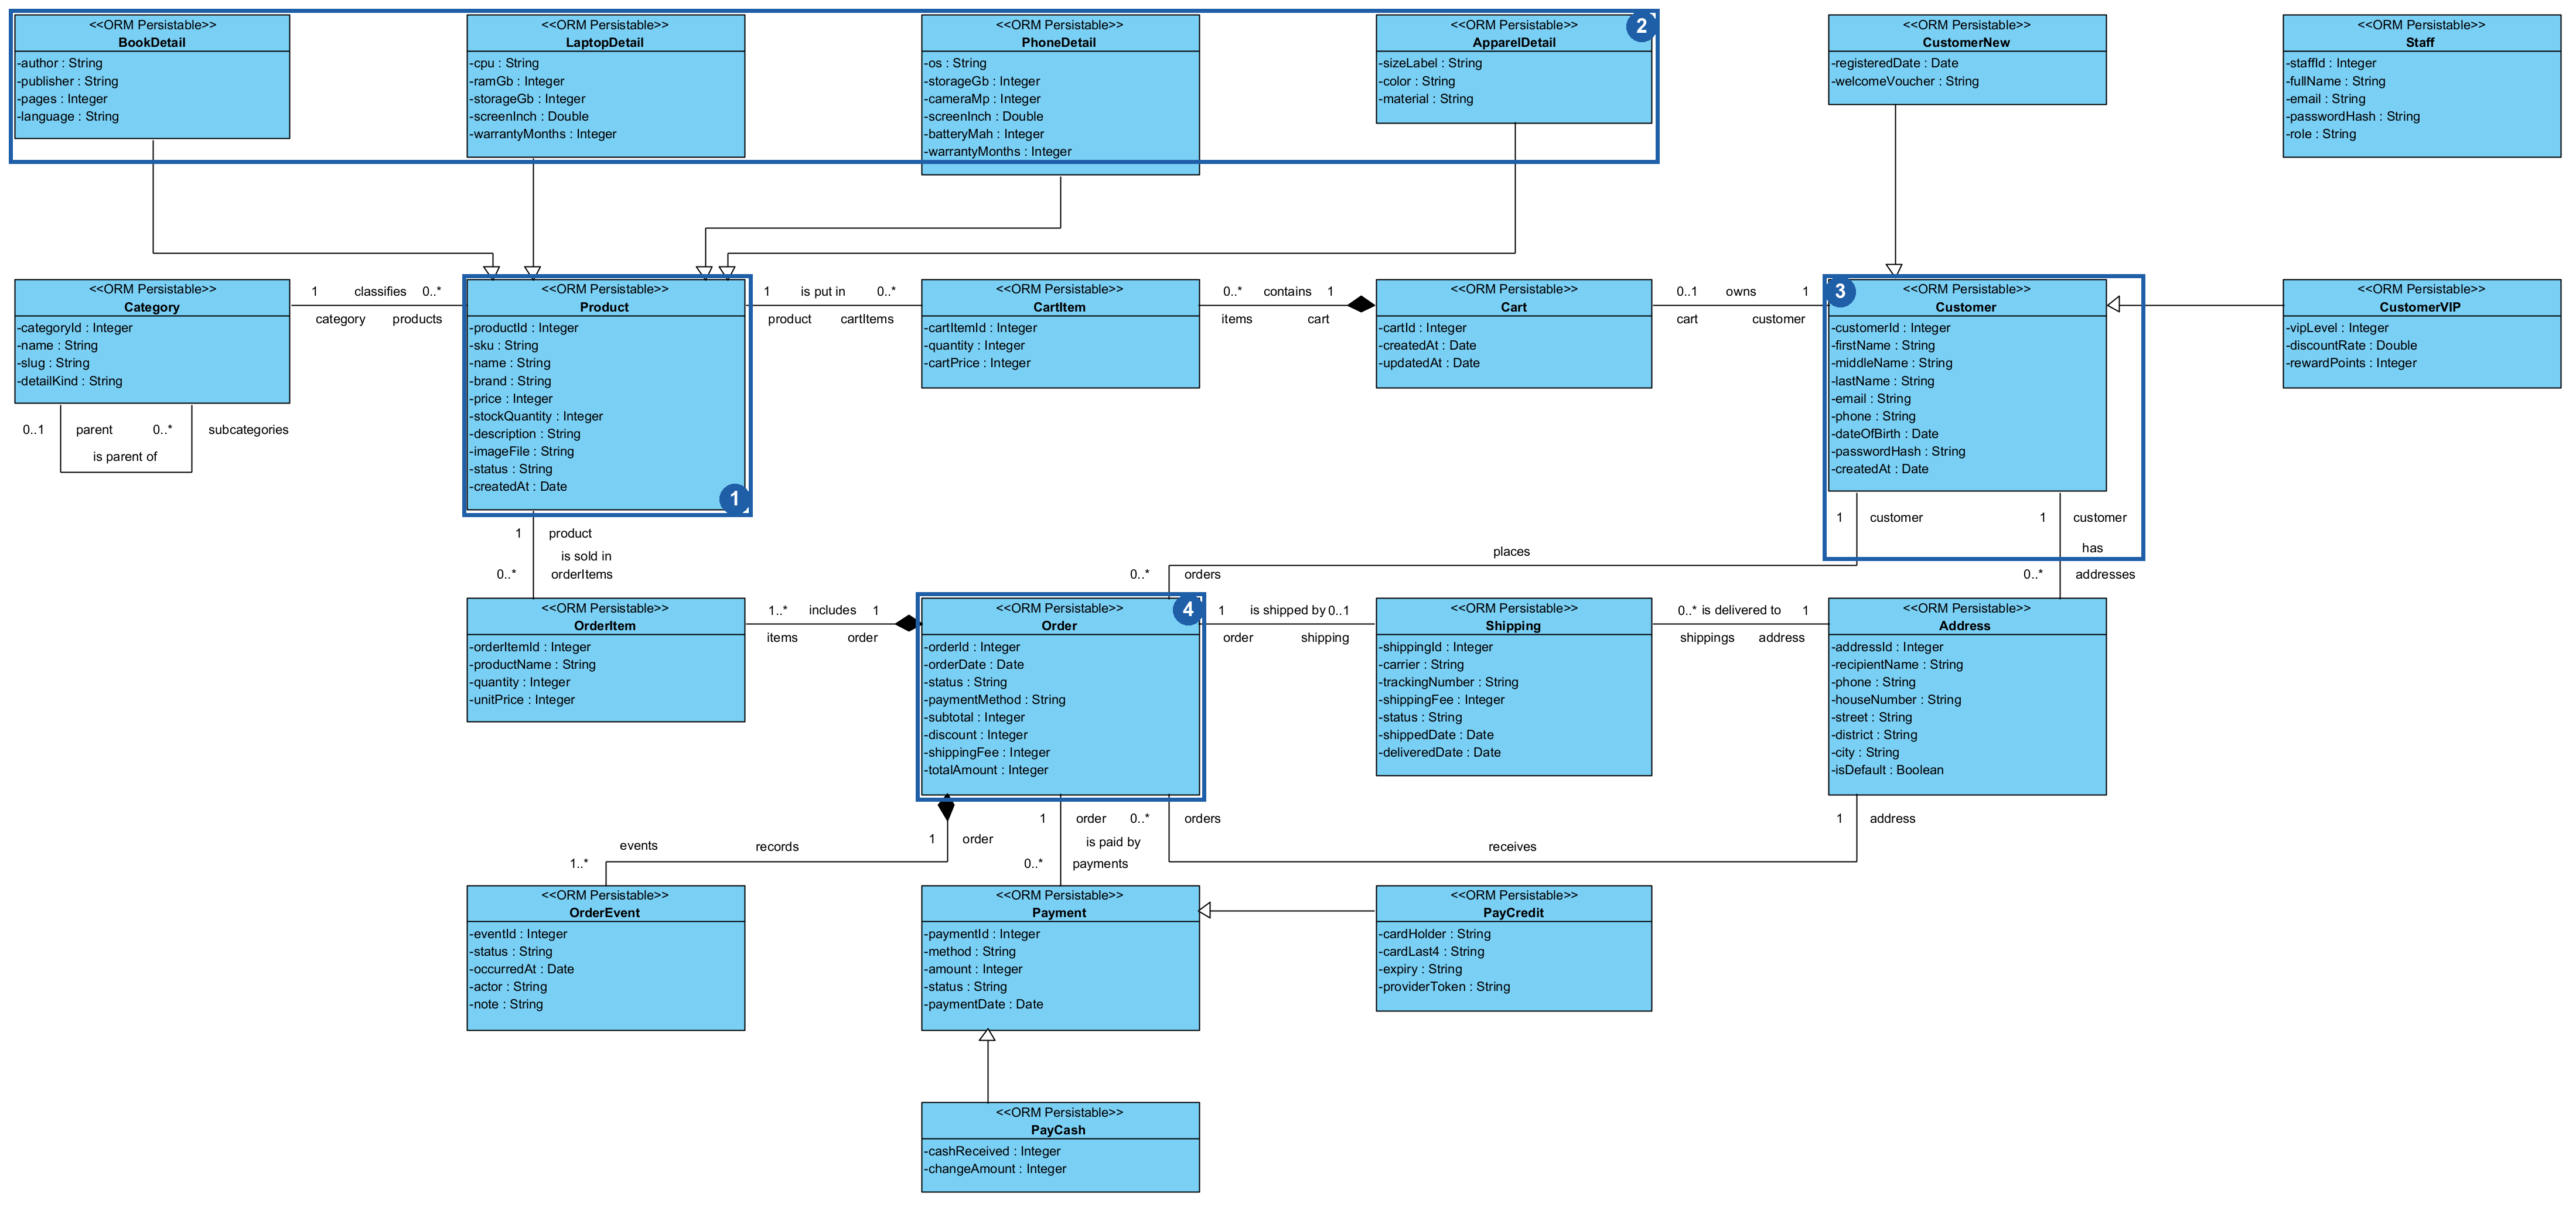 <<ORM Persistable>>
BookDetail
-author : String
-publisher : String
-pages : Integer
-language : String
<<ORM Persistable>>
LaptopDetail
-cpu : String
-ramGb : Integer
-storageGb : Integer
-screenInch : Double
-warrantyMonths : Integer
<<ORM Persistable>>
PhoneDetail
-os : String
-storageGb : Integer
-cameraMp : Integer
-screenInch : Double
-batteryMah : Integer
-warrantyMonths : Integer
<<ORM Persistable>>
ApparelDetail
-sizeLabel : String
-color : String
-material : String
2
<<ORM Persistable>>
CustomerNew
-registeredDate : Date
-welcomeVoucher : String
<<ORM Persistable>>
Staff
-staffId : Integer
-fullName : String
-email : String
-passwordHash : String
-role : String
<<ORM Persistable>>
Category
-categoryId : Integer
-name : String
-slug : String
-detailKind : String
0..1 parent 0..* subcategories
is parent of
1 classifies 0..*
category products
<<ORM Persistable>>
Product
-productId : Integer
-sku : String
-name : String
-brand : String
-price : Integer
-stockQuantity : Integer
-description : String
-imageFile : String
-status : String
-createdAt : Date
1
1 is put in 0..*
product cartItems
<<ORM Persistable>>
CartItem
-cartItemId : Integer
-quantity : Integer
-cartPrice : Integer
0..* contains 1
items cart
<<ORM Persistable>>
Cart
-cartId : Integer
-createdAt : Date
-updatedAt : Date
0..1 owns 1
cart customer
3
<<ORM Persistable>>
Customer
-customerId : Integer
-firstName : String
-middleName : String
-lastName : String
-email : String
-phone : String
-dateOfBirth : Date
-passwordHash : String
-createdAt : Date
<<ORM Persistable>>
CustomerVIP
-vipLevel : Integer
-discountRate : Double
-rewardPoints : Integer
1 product
is sold in
0..* orderItems
places
0..* orders
1 customer
1 customer
has
0..* addresses
<<ORM Persistable>>
OrderItem
-orderItemId : Integer
-productName : String
-quantity : Integer
-unitPrice : Integer
1..* includes 1
items order
<<ORM Persistable>>
Order
-orderId : Integer
-orderDate : Date
-status : String
-paymentMethod : String
-subtotal : Integer
-discount : Integer
-shippingFee : Integer
-totalAmount : Integer
4
1 is shipped by 0..1
order shipping
<<ORM Persistable>>
Shipping
-shippingId : Integer
-carrier : String
-trackingNumber : String
-shippingFee : Integer
-status : String
-shippedDate : Date
-deliveredDate : Date
0..* is delivered to 1
shippings address
<<ORM Persistable>>
Address
-addressId : Integer
-recipientName : String
-phone : String
-houseNumber : String
-street : String
-district : String
-city : String
-isDefault : Boolean
1 order
records
events
1..*
1 order
is paid by
0..* payments
0..* orders
receives
1 address
<<ORM Persistable>>
OrderEvent
-eventId : Integer
-status : String
-occurredAt : Date
-actor : String
-note : String
<<ORM Persistable>>
Payment
-paymentId : Integer
-method : String
-amount : Integer
-status : String
-paymentDate : Date
<<ORM Persistable>>
PayCredit
-cardHolder : String
-cardLast4 : String
-expiry : String
-providerToken : String
<<ORM Persistable>>
PayCash
-cashReceived : Integer
-changeAmount : Integer